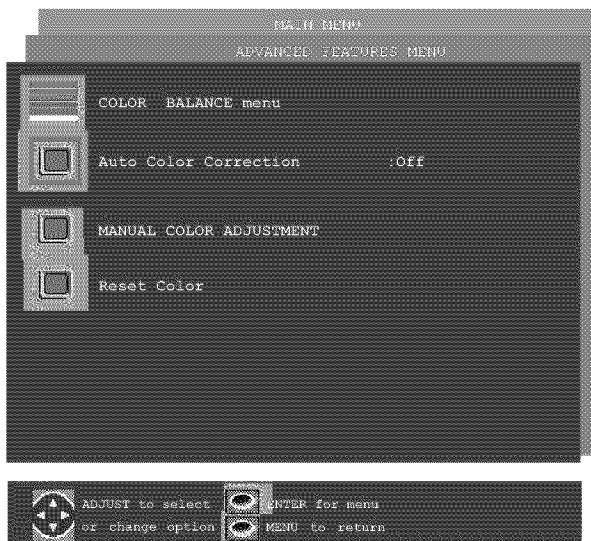 MAIN MENU
ADVANCED FEATURES MENU
COLOR BALANCE menu
Auto Color Correction :Off
MANUAL COLOR ADJUSTMENT
Reset Color
ADJUST to select ENTER for menu
or change option MENU to return